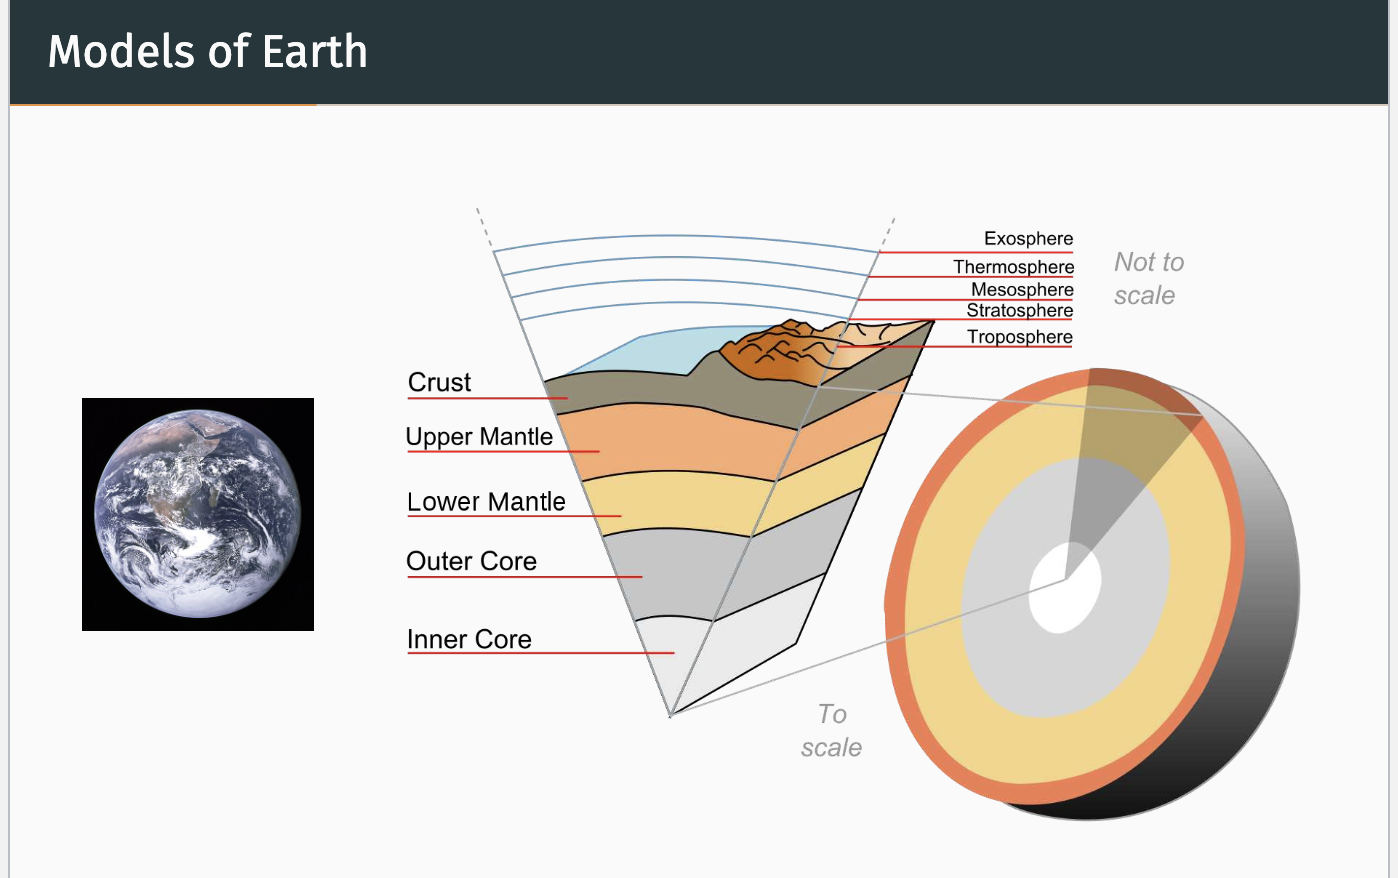 Models of Earth
Exosphere
Thermosphere
Mesosphere
Stratosphere
Troposphere
Not to
scale
Crust
Upper Mantle
Lower Mantle
Outer Core
Inner Core
To
scale